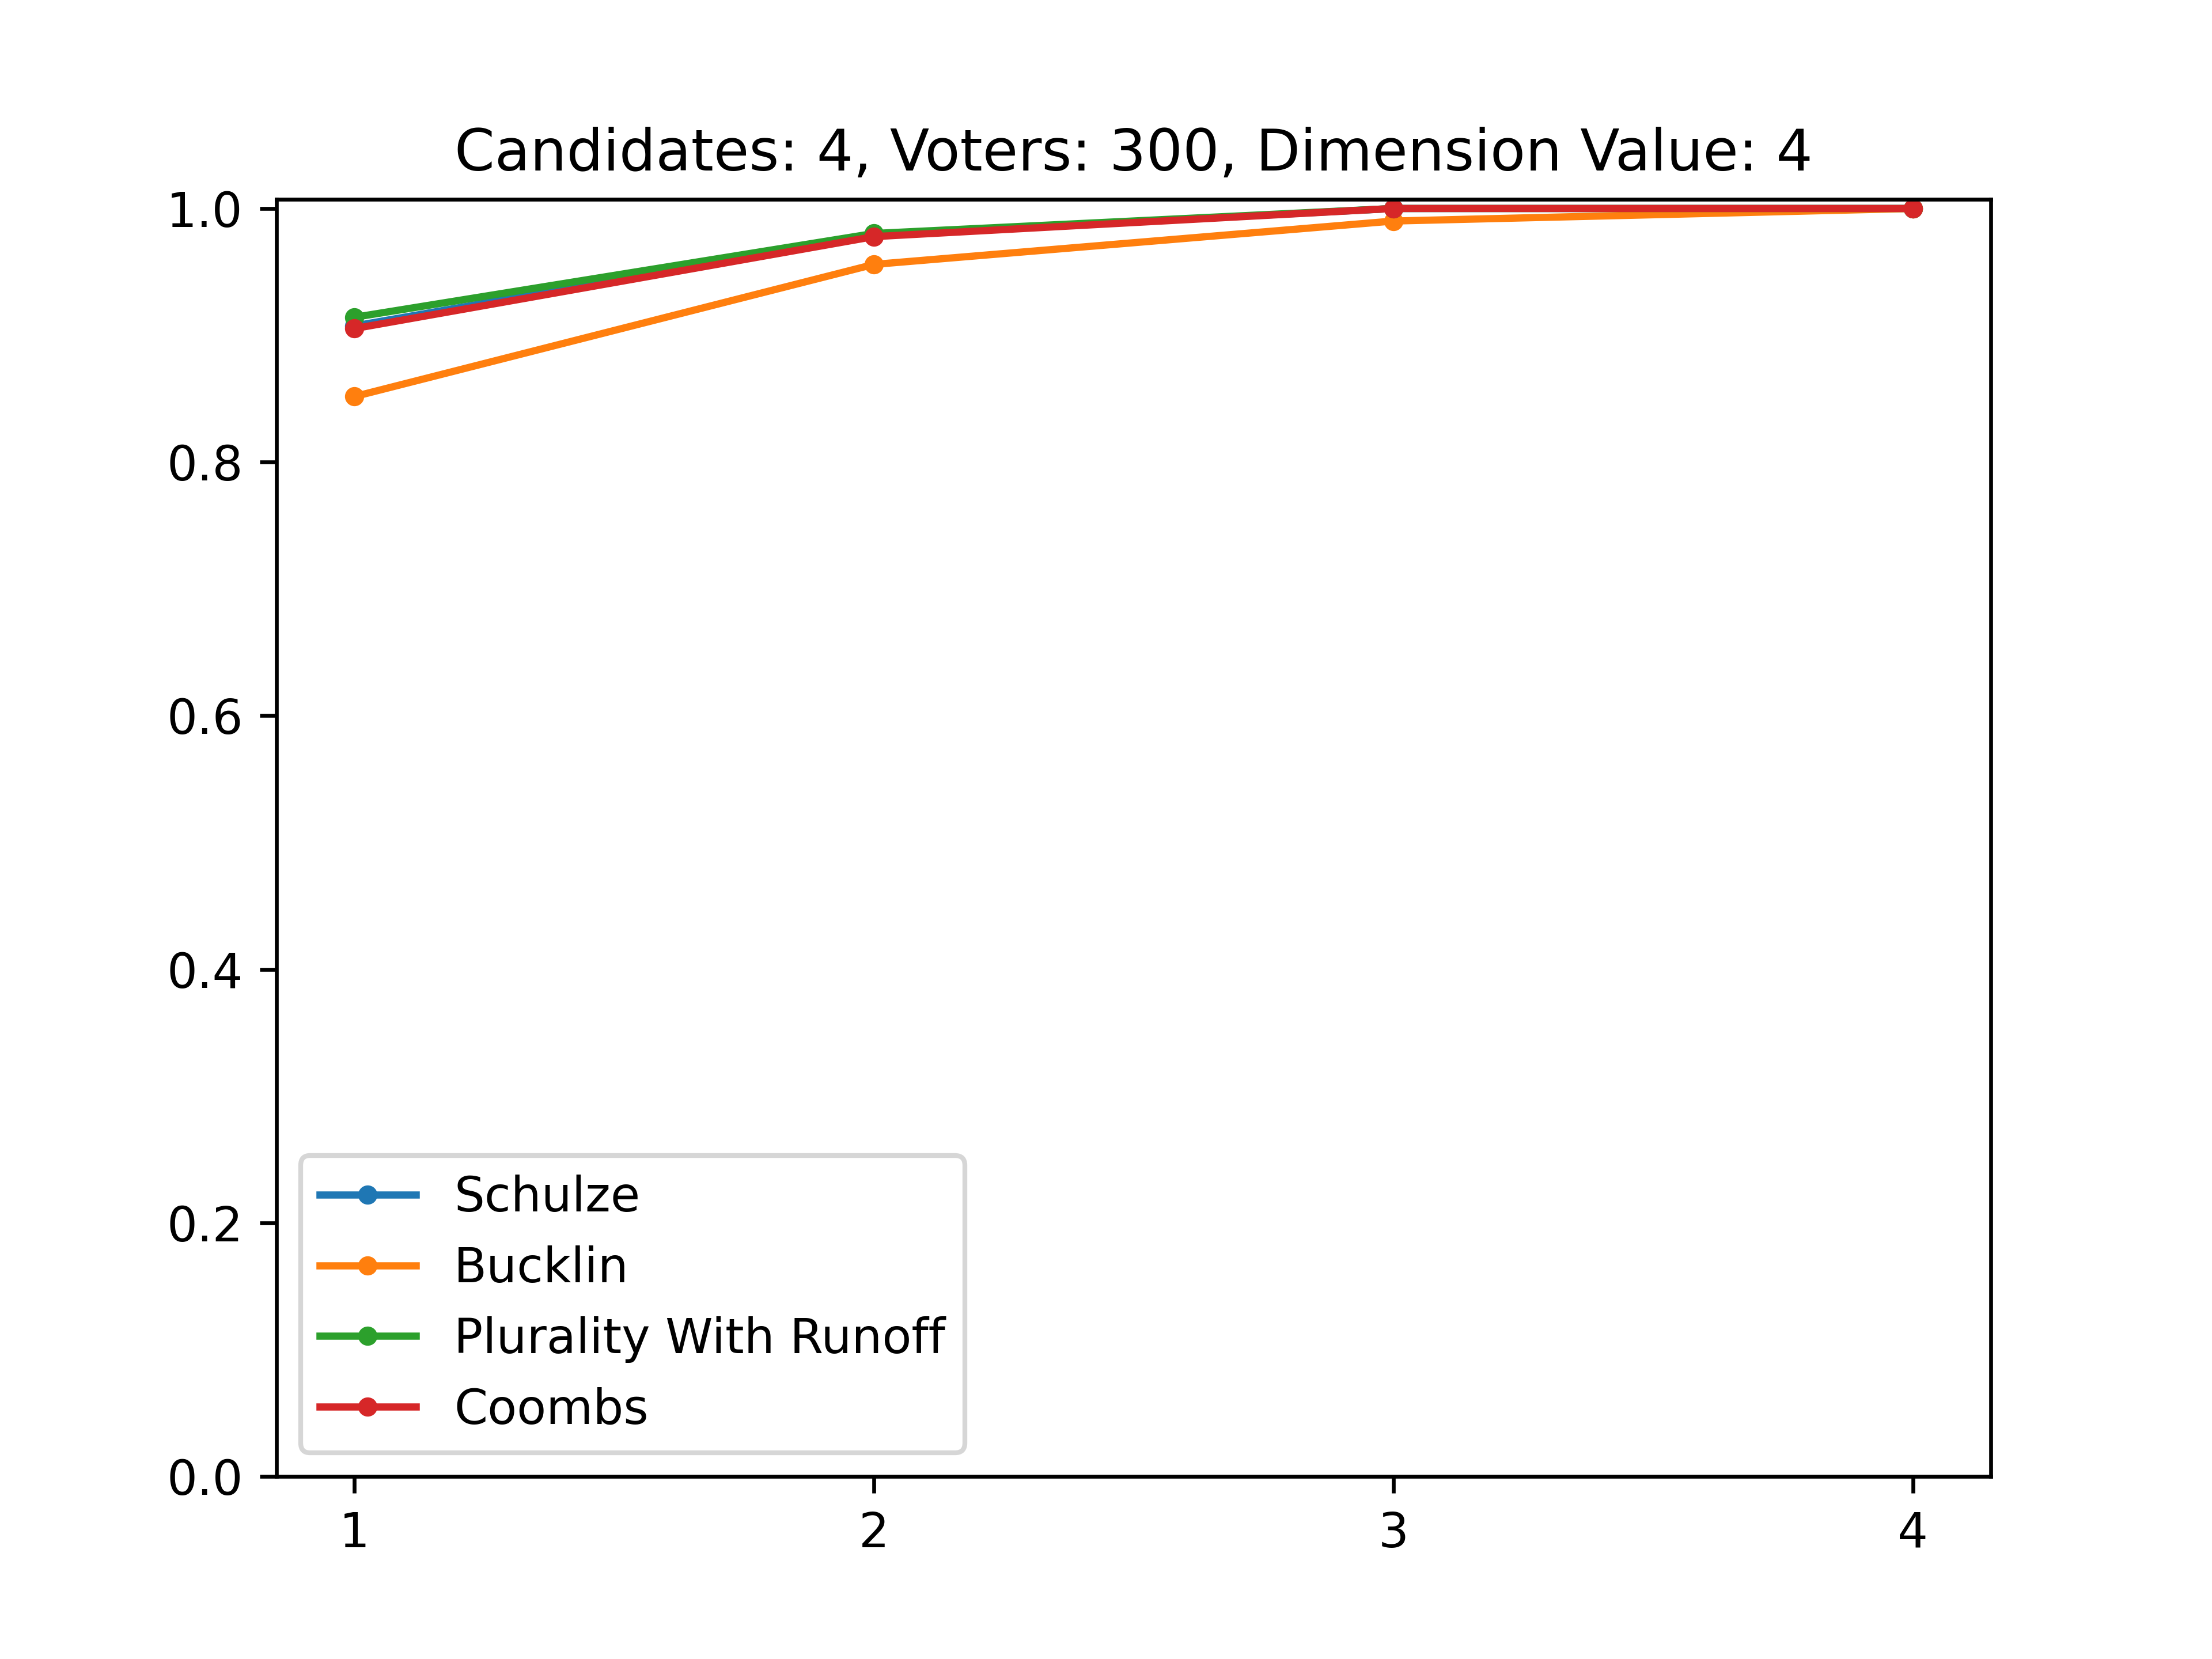 Candidates: 4, Voters: 300, Dimension Value: 4
1.0
0.8
0.6
0.4
0.2
0.0
Schulze
Bucklin
Plurality With Runoff
Coombs
1 2 3 4